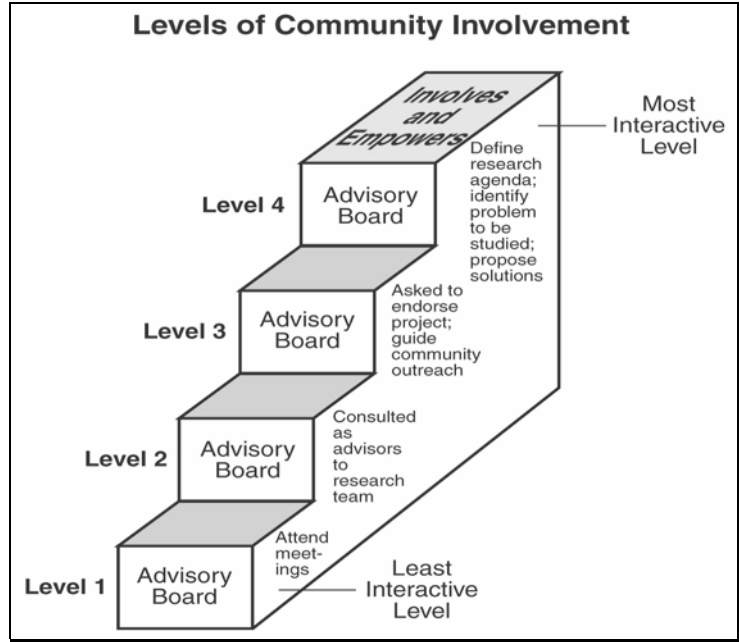 Levels of Community Involvement
Involves
and
Empowers
Most
Interactive
Level
Level 4
Advisory
Board
Define
research
agenda;
identify
problem
to be
studied;
propose
solutions
Level 3
Advisory
Board
Asked to
endorse
project;
guide
community
outreach
Level 2
Advisory
Board
Consulted
as
advisors
to
research
team
Level 1
Advisory
Board
Attend
meet-
ings
Least
Interactive
Level